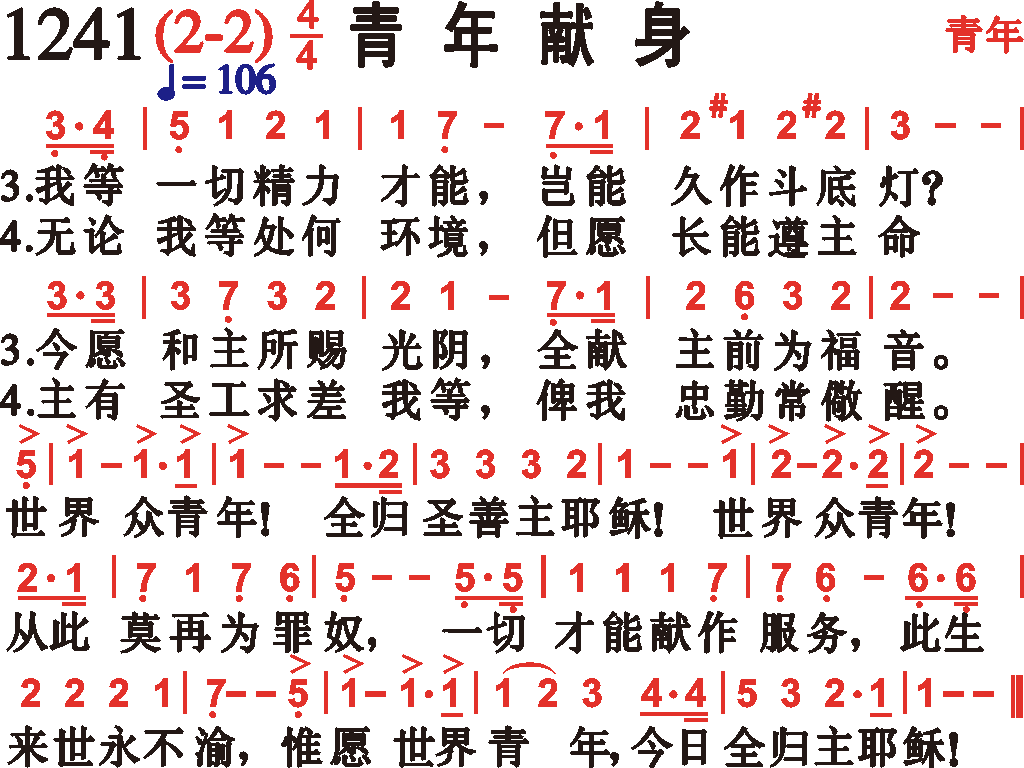 1241(2-2) 4/4 青年献身 青年
♩= 106
3·4 | 5 1 2 1 | 1 7 - 7·1 | 2 #1 2 #2 | 3 - - |
3.我等 一切精力 才能，岂能 久作斗底 灯？
4.无论 我等处何 环境，但愿 长能遵主 命
3·3 | 3 7 3 2 | 2 1 - 7·1 | 2 6 3 2 | 2 - - |
3.今愿 和主所赐 光阴，全献 主前为福 音。
4.主有 圣工求差 我等，俾我 忠勤常儆 醒。
> > > > > > > > >
5 | 1 - 1·1 | 1 - - 1·2 | 3 3 3 2 | 1 - - 1 | 2 - 2·2 | 2 - - |
世界 众青年！ 全归圣善主耶稣！ 世界众青年！
2·1 | 7 1 7 6 | 5 - - 5·5 | 1 1 1 7 | 7 6 - 6·6 |
从此 莫再为罪奴， 一切 才能献作 服务，此生
> > > >
2 2 2 1 | 7 - - 5 | 1 - 1·1 | 1 2 3 4·4 | 5 3 2·1 | 1 - - ‖
来世永不渝，惟愿 世界青 年，今日全归主耶稣！